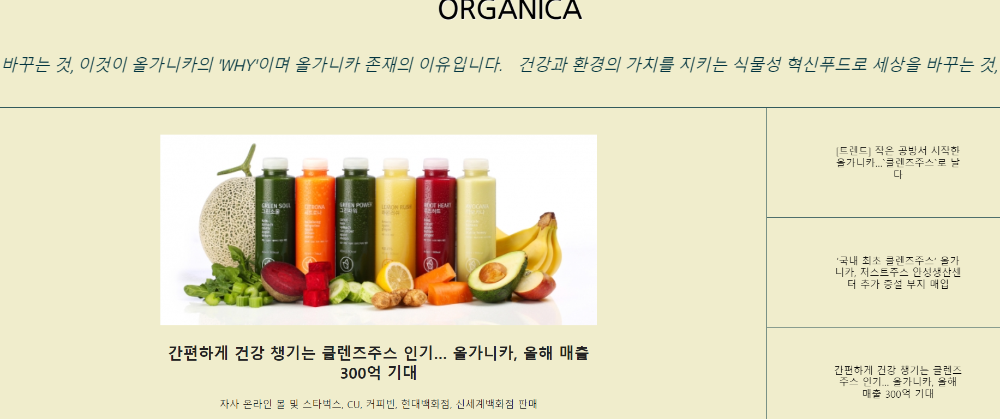 ORGANICA
바꾸는 것, 이것이 올가니카의 'WHY'이며 올가니카 존재의 이유입니다. 건강과 환경의 가치를 지키는 식물성 혁신푸드로 세상을 바꾸는 것,
GREEN SOUL
그린소울
CITRONA
시트로나
GREEN POWER
그린파워
LEMON RUSH
ROOT HEART
루트하트
간편하게 건강 챙기는 클렌즈주스 인기... 올가니카, 올해 매출
300억 기대
자사 온라인 몰 및 스타벅스, CU, 커피빈, 현대백화점, 신세계백화점 판매
[트렌드] 작은 공방서 시작한
올가니카...`클렌즈주스`로 날
다
‘국내 최초 클렌즈주스’ 올가
니카, 저스트주스 안성생산센
터 추가 증설 부지 매입
간편하게 건강 챙기는 클렌즈
주스 인기... 올가니카, 올해
매출 300억 기대